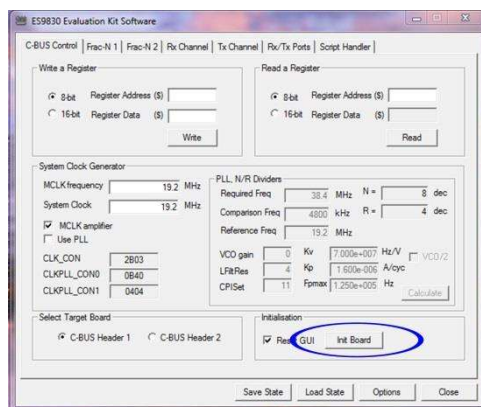 ES9830 Evaluation Kit Software
C-BUS Control | Frac-N 1 | Frac-N 2 | Rx Channel | Tx Channel | Rx/Tx Ports | Script Handler
Write a Register
8-bit Register Address ($)
16-bit Register Data ($)
Write
Read a Register
8-bit Register Address ($)
16-bit Register Data ($)
Read
System Clock Generator
MCLK frequency 19.2 MHz
System Clock 19.2 MHz
MCLK amplifier
Use PLL
CLK_CON 2B03
CLKPLL_CON0 0B40
CLKPLL_CON1 0404
PLL, N/R Dividers
Required Freq 38.4 MHz N = 8 dec
Comparison Freq 4800 kHz R = 4 dec
Reference Freq 19.2 MHz
VCO gain 0 Kv 7.000e+007 Hz/V VCO/2
LFiltRes 4 Kp 1.600e-006 A/cyc
CPISet 11 Fpmax 1.250e+005 Hz
Calculate
Select Target Board
C-BUS Header 1 C-BUS Header 2
Initialisation
GUI Init Board
Save State Load State Options Close